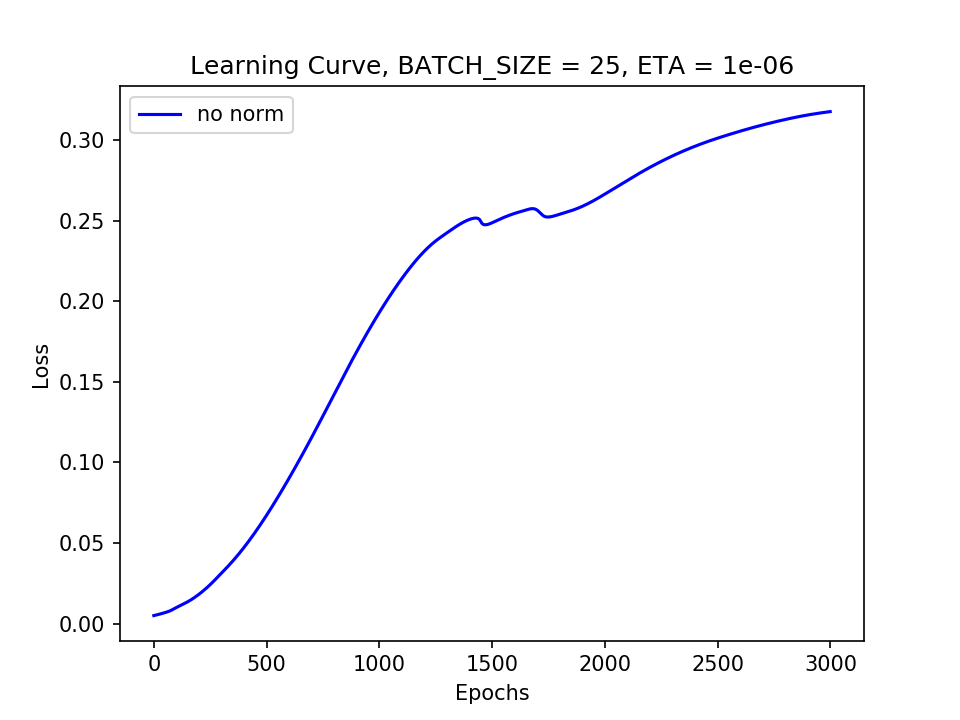 Learning Curve, BATCH_SIZE = 25, ETA = 1e-06
no norm
0.30
0.25
0.20
0.15
0.10
0.05
0.00
Loss
0 500 1000 1500 2000 2500 3000
Epochs